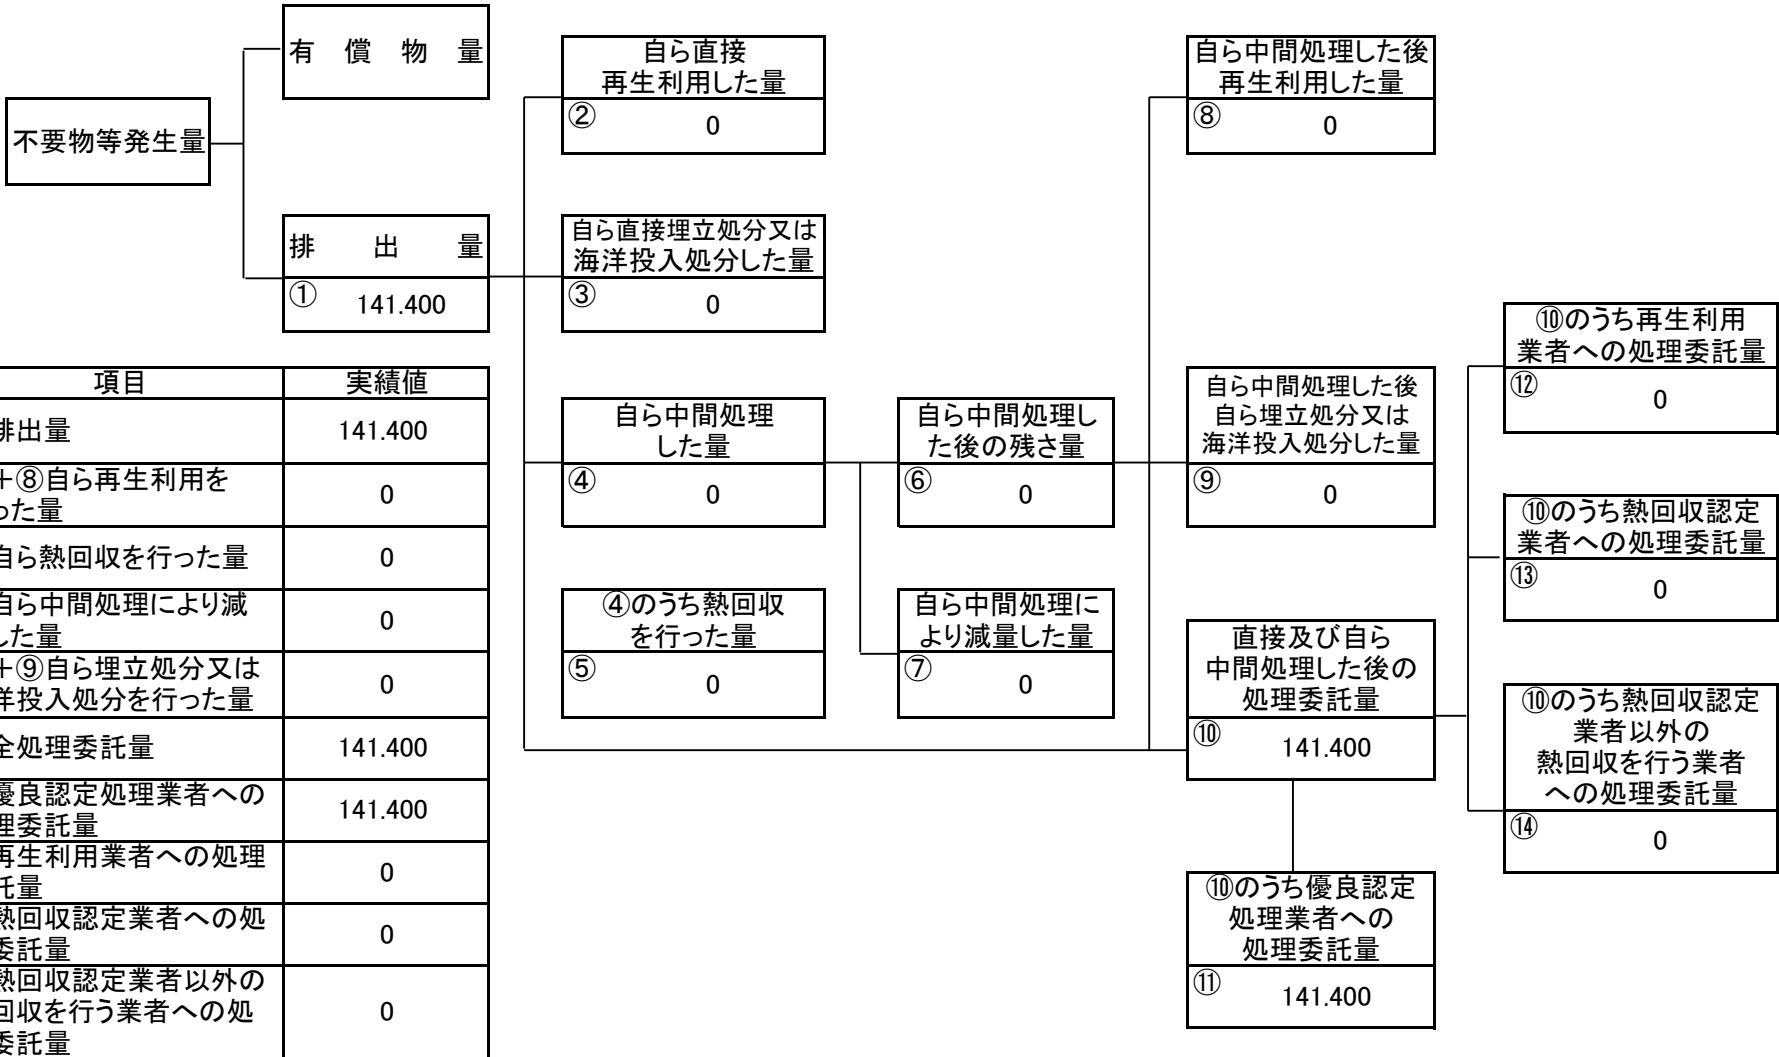 有償物量
不要物等発生量
排出量
① 141.400
自ら直接
再生利用した量
② 0
自ら直接埋立処分又は
海洋投入処分した量
③ 0
自ら中間処理
した量
④ 0
④のうち熱回収
を行った量
⑤ 0
自ら中間処理し
た後の残さ量
⑥ 0
自ら中間処理に
より減量した量
⑦ 0
自ら中間処理した後
再生利用した量
⑧ 0
自ら中間処理した後
自ら埋立処分又は
海洋投入処分した量
⑨ 0
直接及び自ら
中間処理した後の
処理委託量
⑩ 141.400
⑩のうち優良認定
処理業者への
処理委託量
⑪ 141.400
⑩のうち再生利用
業者への処理委託量
⑫ 0
⑩のうち熱回収認定
業者への処理委託量
⑬ 0
⑩のうち熱回収認定
業者以外の
熱回収を行う業者
への処理委託量
⑭ 0
項目 実績値
排出量 141.400
+⑧自ら再生利用を
った量 0
自ら熱回収を行った量 0
自ら中間処理により減
した量 0
+⑨自ら埋立処分又は
洋投入処分を行った量 0
全処理委託量 141.400
優良認定処理業者への
理委託量 141.400
再生利用業者への処理
託量 0
熱回収認定業者への処
委託量 0
熱回収認定業者以外の
回収を行う業者への処
委託量 0